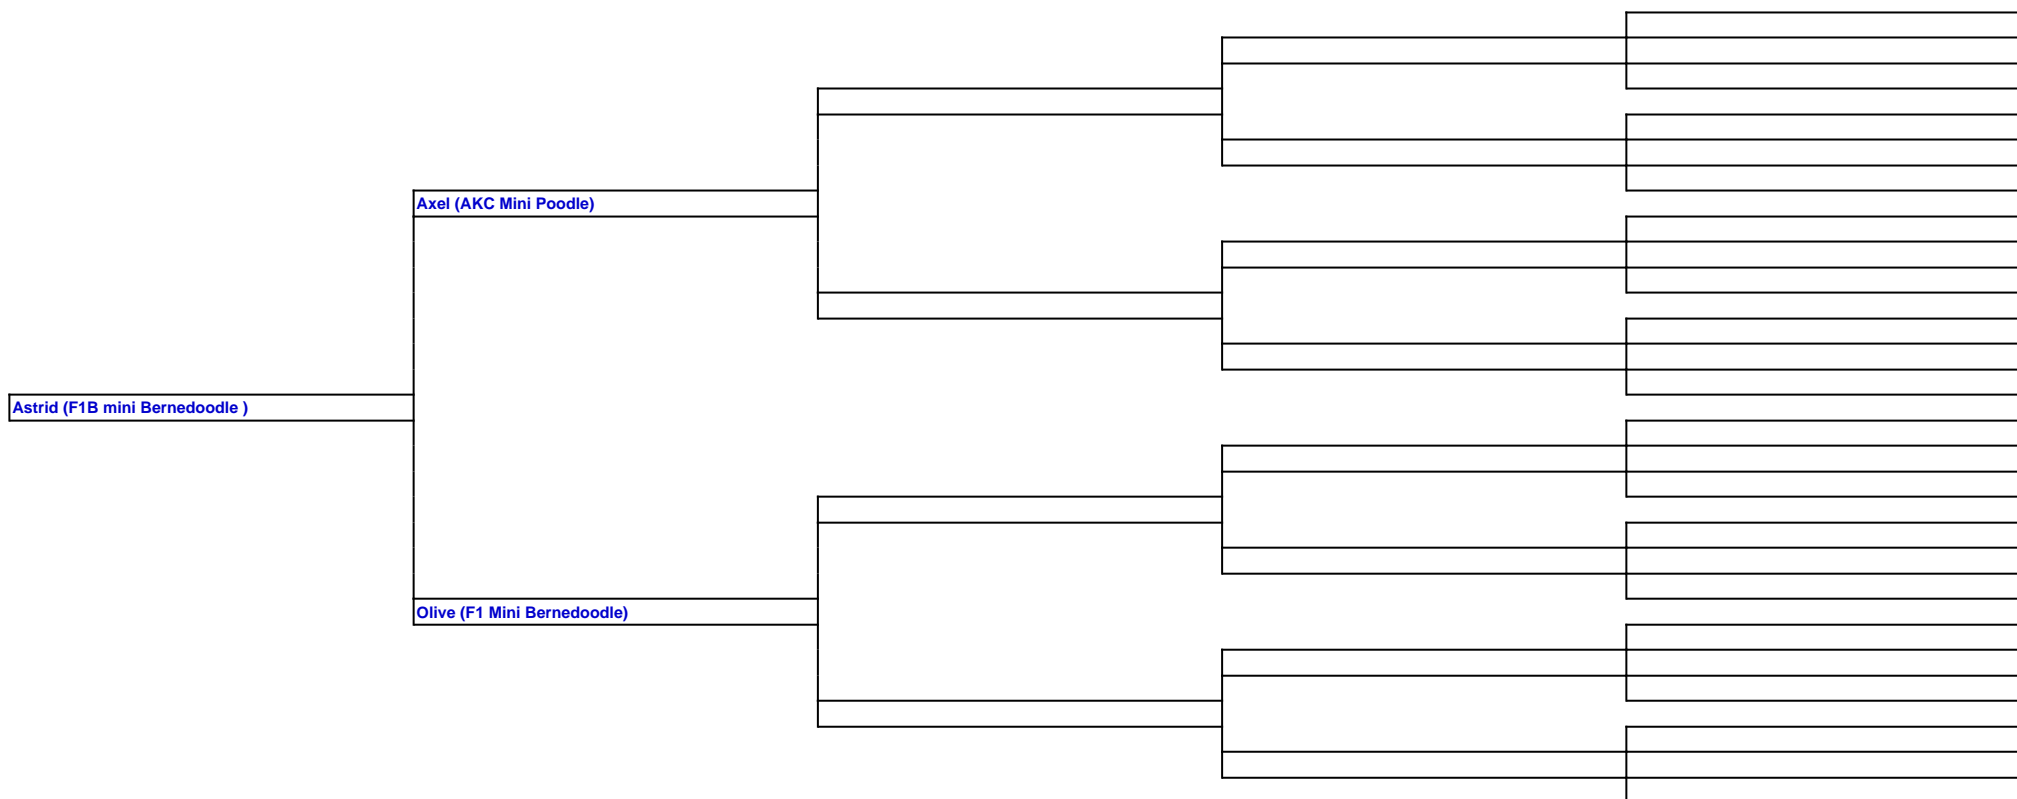 Axel (AKC Mini Poodle)
Astrid (F1B mini Bernedoodle )
Olive (F1 Mini Bernedoodle)